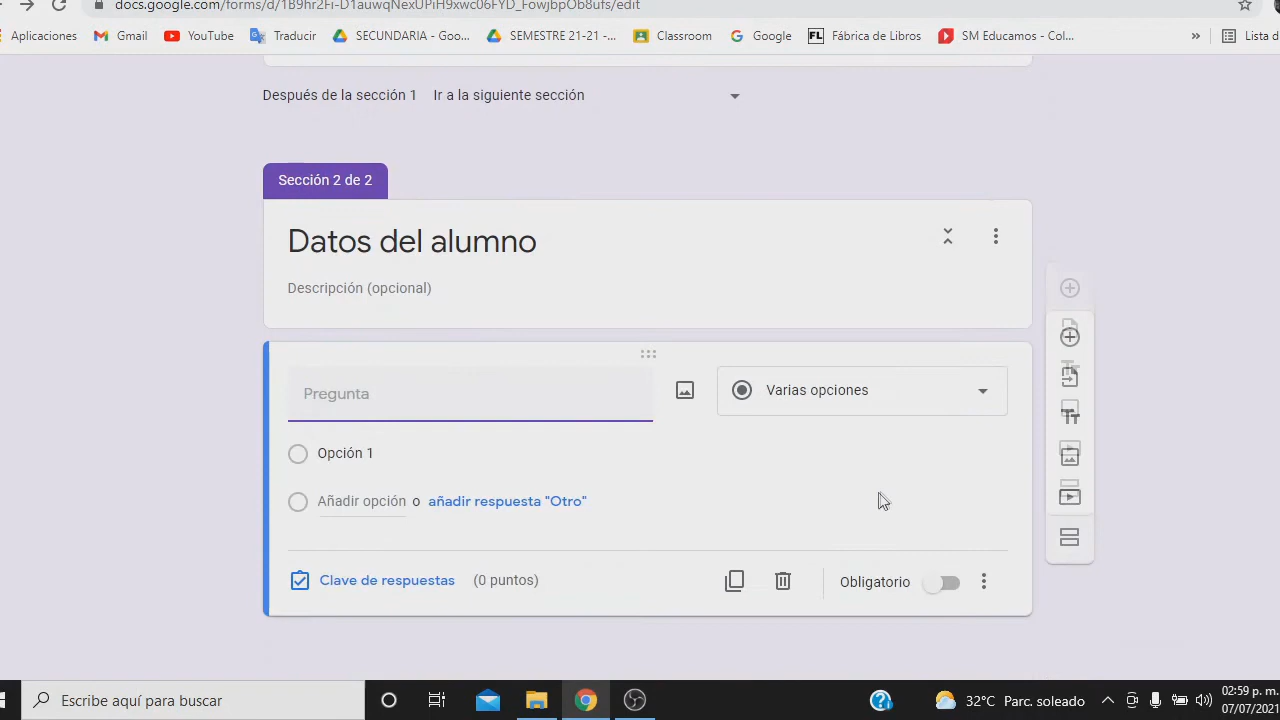 docs.google.com/forms/d/1B9hr2Fi-D1auwqNexUPiH9xwc06FYD_FowjbpOb8ufs/edit
Aplicaciones Gmail YouTube Traducir SECUNDARIA - Goo... SEMESTRE 21-21 -... Classroom Google FL Fábrica de Libros SM Educamos - Col... » Lista d
Después de la sección 1 Ir a la siguiente sección
Sección 2 de 2
Datos del alumno
Descripción (opcional)
Pregunta Varias opciones
Opción 1
Añadir opción o añadir respuesta "Otro"
Clave de respuestas (0 puntos) Obligatorio
Escribe aquí para buscar 32°C Parc. soleado 02:59 p. m.
07/07/2021